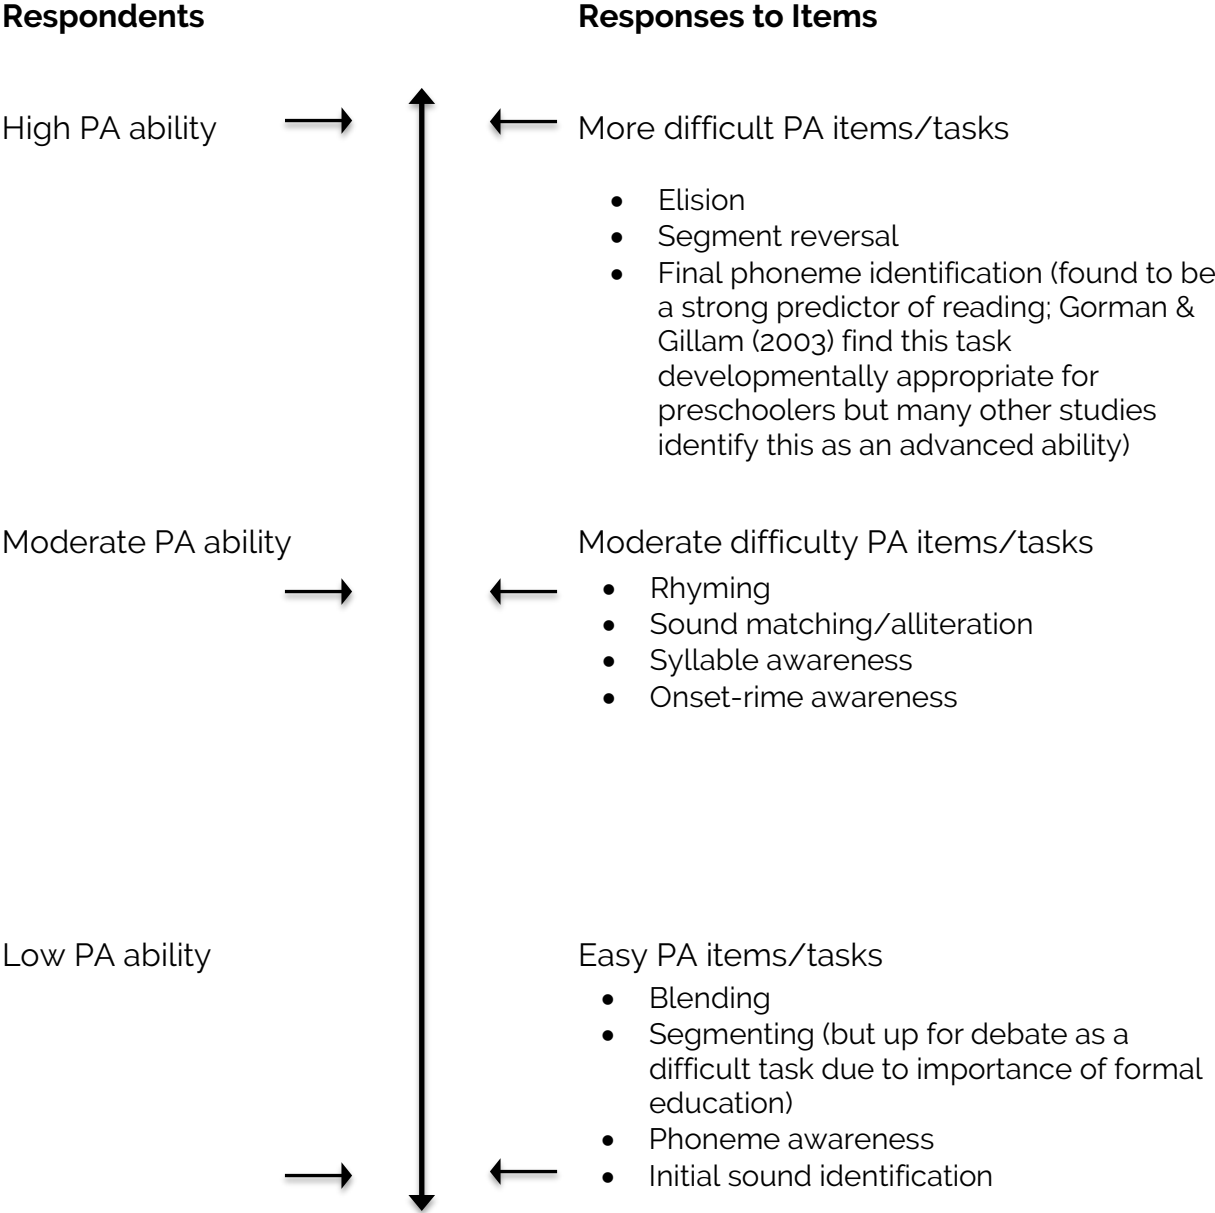 Respondents
Responses to Items
High PA ability
More difficult PA items/tasks
• Elision
• Segment reversal
• Final phoneme identification (found to be
a strong predictor of reading; Gorman &
Gillam (2003) find this task
developmentally appropriate for
preschoolers but many other studies
identify this as an advanced ability)
Moderate PA ability
Moderate difficulty PA items/tasks
• Rhyming
• Sound matching/alliteration
• Syllable awareness
• Onset-rime awareness
Low PA ability
Easy PA items/tasks
• Blending
• Segmenting (but up for debate as a
difficult task due to importance of formal
education)
• Phoneme awareness
• Initial sound identification